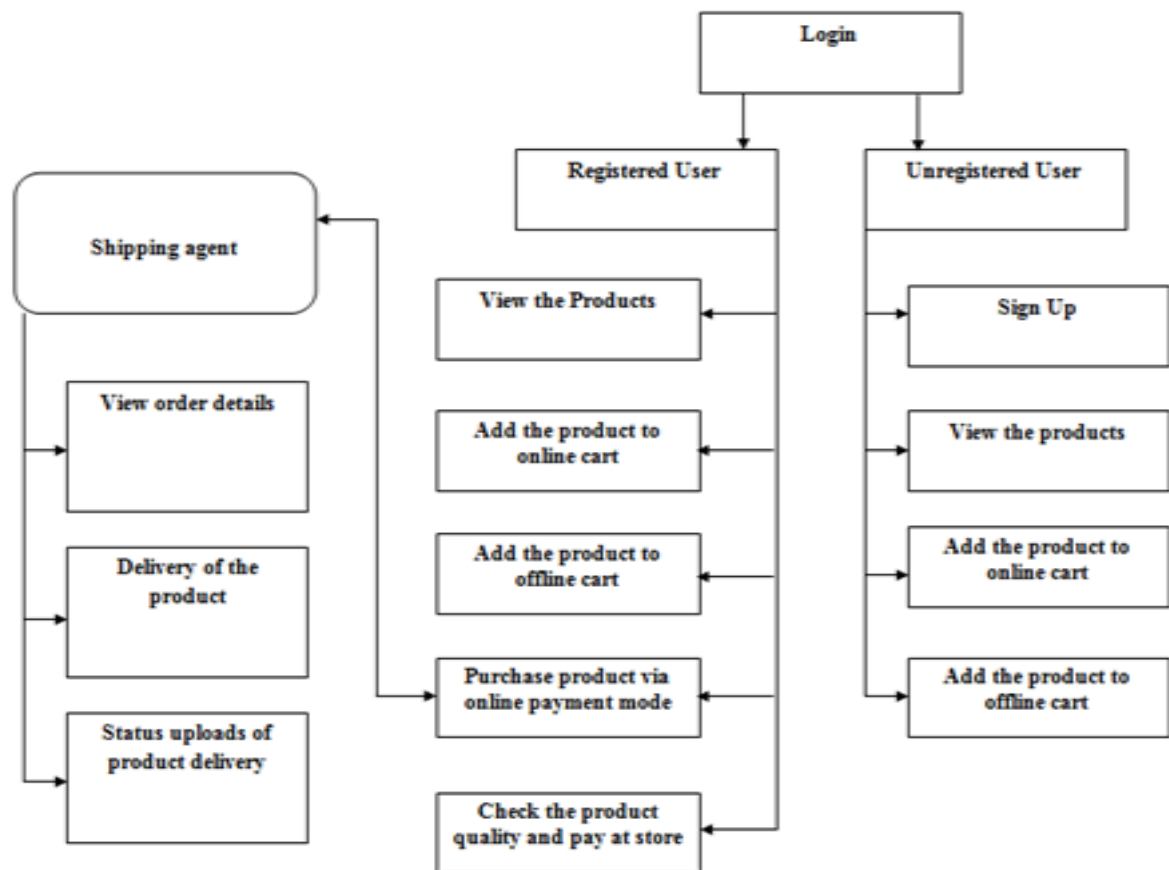 Login
Registered User
Unregistered User
Shipping agent
View the Products
Sign Up
View order details
Add the product to
online cart
View the products
Delivery of the
product
Add the product to
offline cart
Add the product to
online cart
Purchase product via
online payment mode
Add the product to
offline cart
Status uploads of
product delivery
Check the product
quality and pay at store